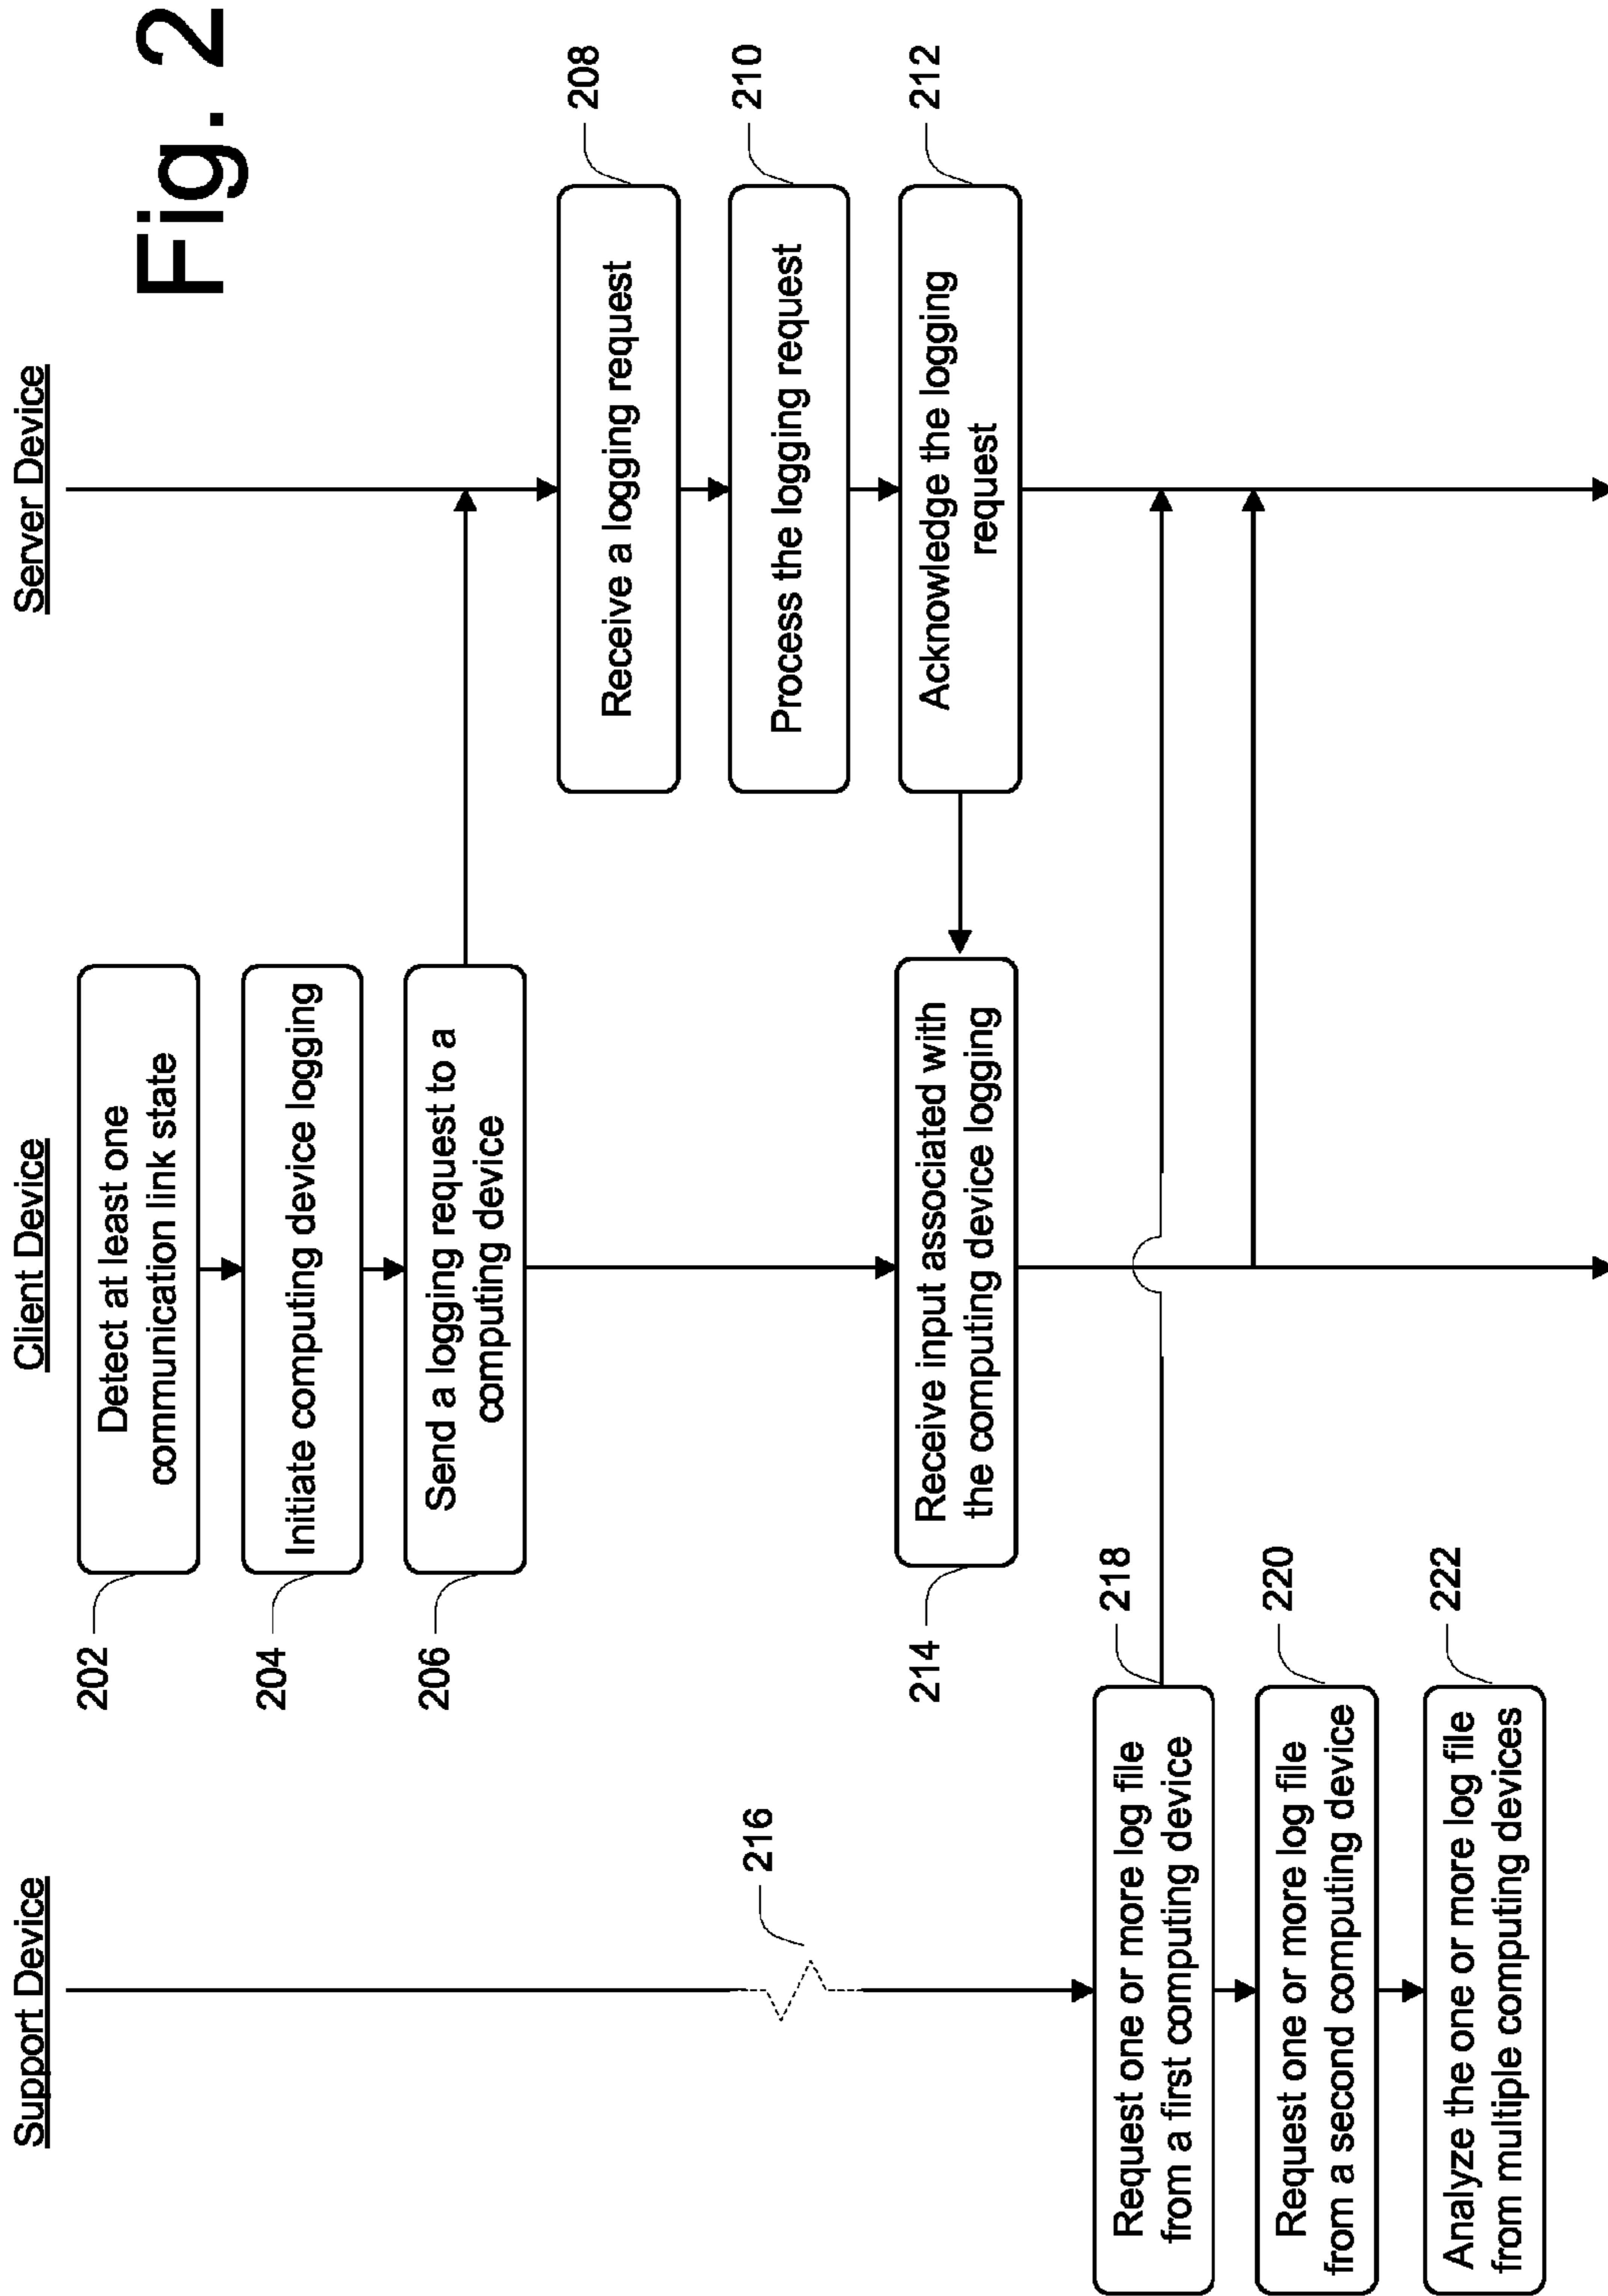 Support Device
Client Device
Server Device
Fig. 2
202
Detect at least one
communication link state
204
Initiate computing device logging
206
Send a logging request to a
computing device
Receive a logging request
208
Process the logging request
210
Acknowledge the logging
request
212
214
Receive input associated with
the computing device logging
216
Request one or more log file
from a first computing device
218
Request one or more log file
from a second computing device
220
Analyze the one or more log file
from multiple computing devices
222